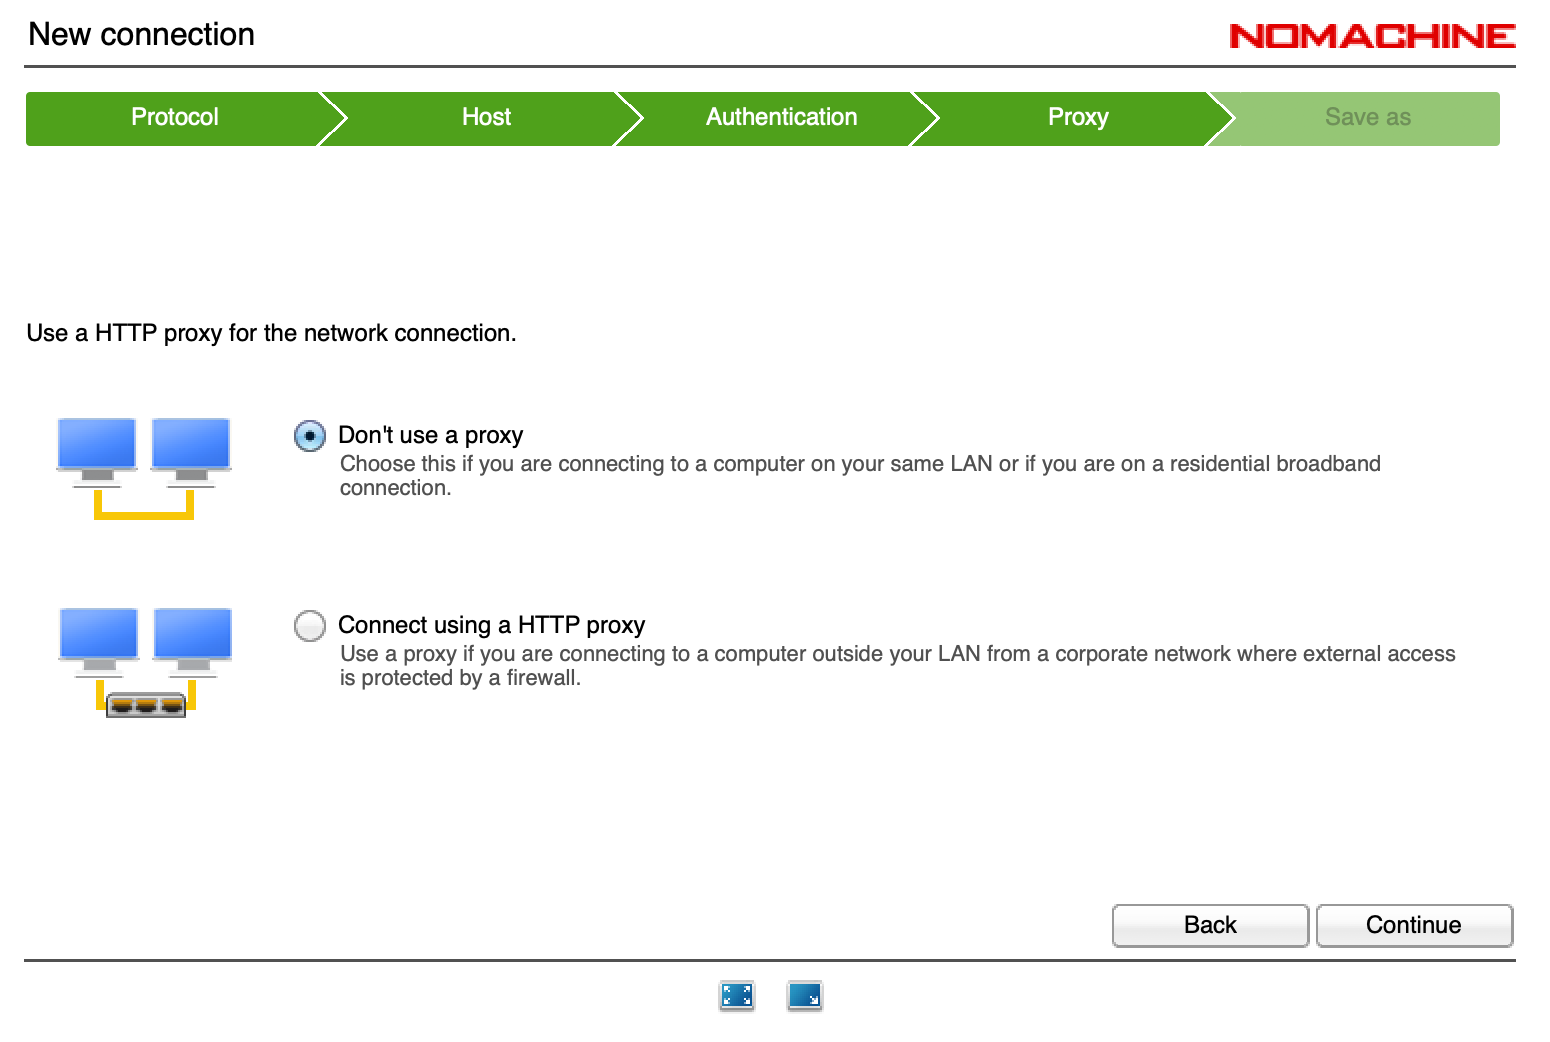 New connection
NOMACHINE
Protocol
Host
Authentication
Proxy
Save as
Use a HTTP proxy for the network connection.
Don't use a proxy
Choose this if you are connecting to a computer on your same LAN or if you are on a residential broadband
connection.
Connect using a HTTP proxy
Use a proxy if you are connecting to a computer outside your LAN from a corporate network where external access
is protected by a firewall.
Back
Continue